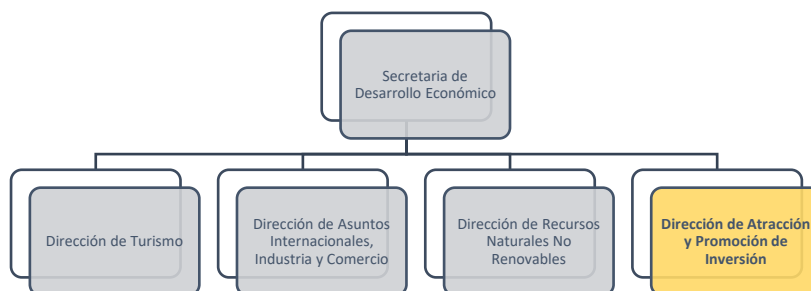 Secretaria de
Desarrollo Económico
Dirección de Turismo
Dirección de Asuntos
Internacionales,
Industria y Comercio
Dirección de Recursos
Naturales No
Renovables
Dirección de Atracción
y Promoción de
Inversión